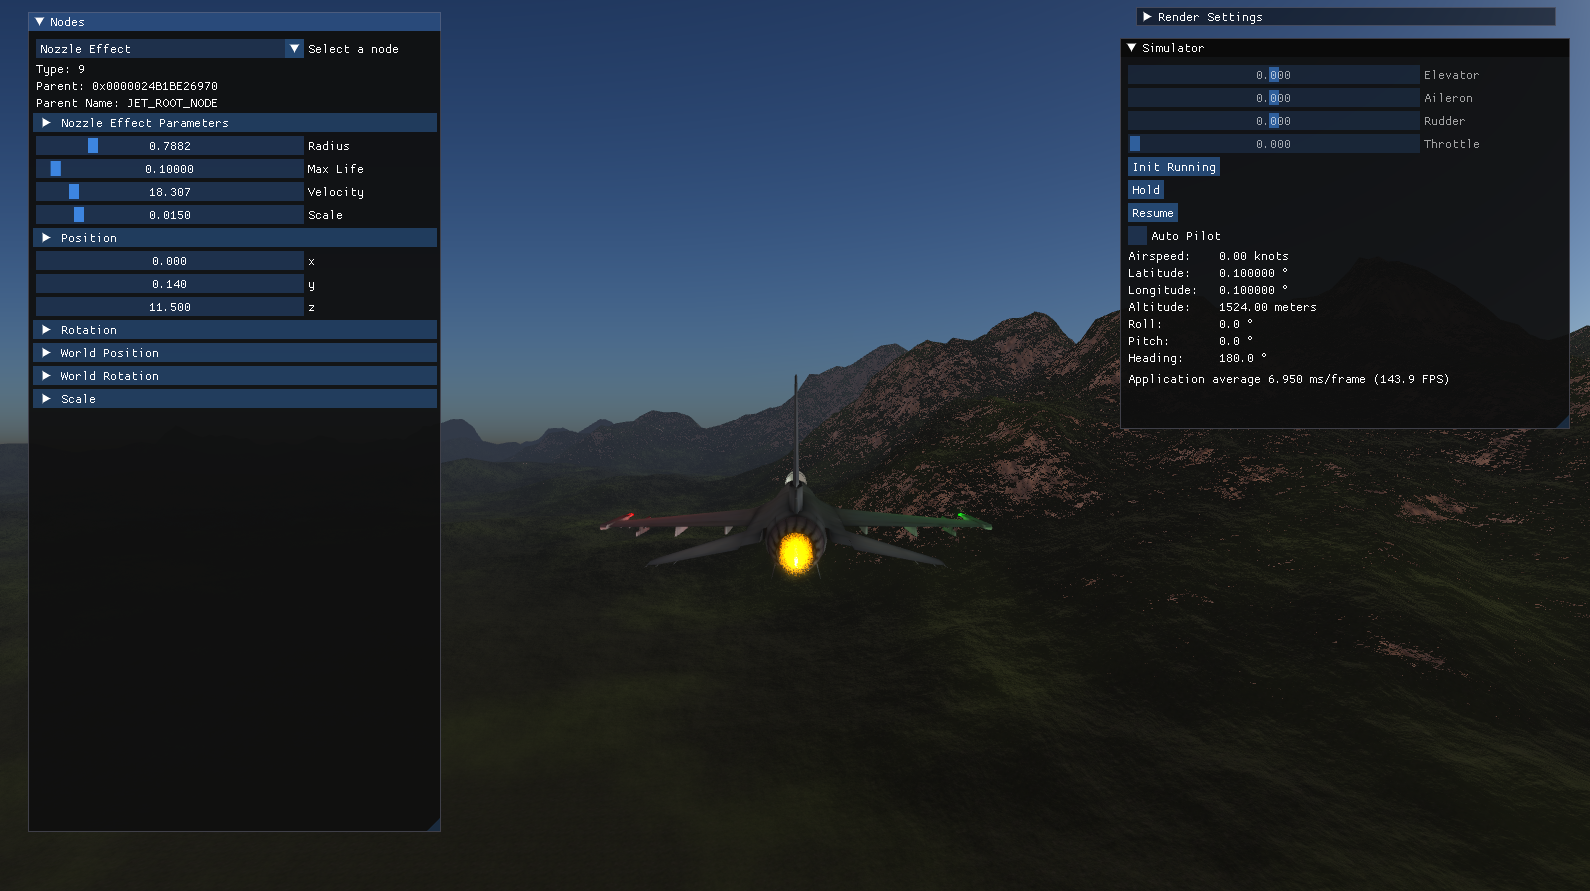 Nodes
Nozzle Effect Select a node
Type: 9
Parent: 0x0000024B1BE26970
Parent Name: JET_ROOT_NODE
Nozzle Effect Parameters
0.7882 Radius
0.10000 Max Life
18.307 Velocity
0.0150 Scale
Position
0.000 x
0.140 y
11.500 z
Rotation
World Position
World Rotation
Scale
Render Settings
Simulator
0.000 Elevator
0.000 Aileron
0.000 Rudder
0.000 Throttle
Init Running
Hold
Resume
Auto Pilot
Airspeed: 0.00 knots
Latitude: 0.100000 °
Longitude: 0.100000 °
Altitude: 1524.00 meters
Roll: 0.0 °
Pitch: 0.0 °
Heading: 180.0 °
Application average 6.950 ms/frame (143.9 FPS)